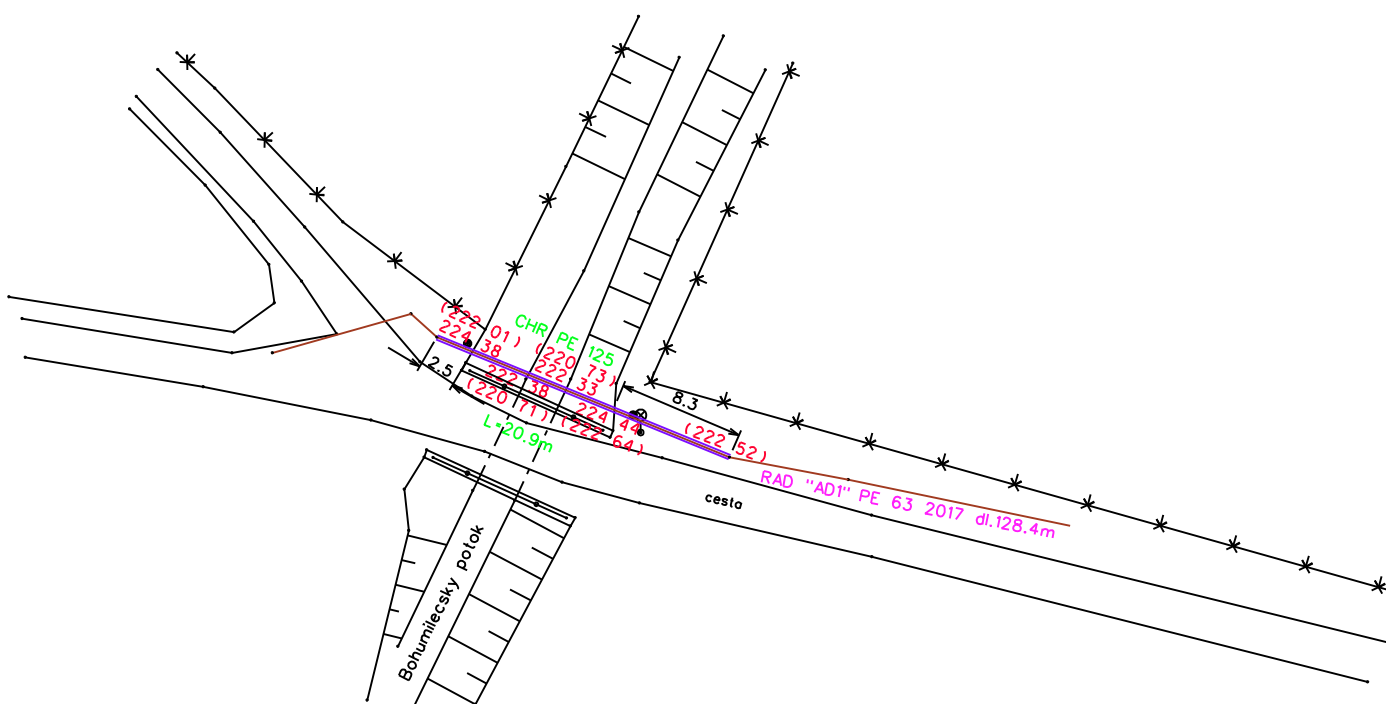 (222 01)
224 38
CHR PE 125
(220 73)
222 33
2.5
222 38
(220 71)
8.3
224 44
(222 64)
(222 52)
L=20.9m
RAD "AD1" PE 63 2017 dl.128.4m
cesta
Bohumilecsky potok